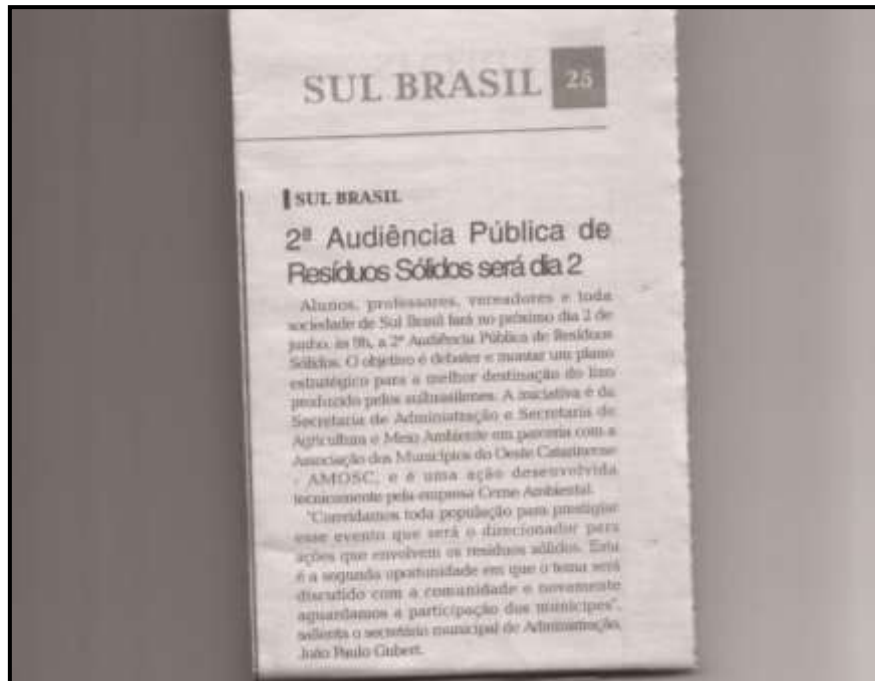 SUL BRASIL 25
SUL BRASIL
2ª Audiência Pública de
Resíduos Sólidos será dia 2
Alunos, professores, vereadores e toda
sociedade de Sul Brasil fará no próximo dia 2 de
junho, às 9h, a 2ª Audiência Pública de Resíduos
Sólidos. O objetivo é debater e montar um plano
estratégico para a melhor destinação do lixo
produzido pelos sulbrasilenses. A iniciativa é da
Secretaria de Administração e Secretaria de
Agricultura e Meio Ambiente em parceria com a
Associação dos Municípios do Oeste Catarinense
- AMOSC, e é uma ação desenvolvida
tecnicamente pela empresa Cerne Ambiental.
"Convidamos toda população para prestigiar
esse evento que será o direcionador para
ações que envolvem os resíduos sólidos. Esta
é a segunda oportunidade em que o tema será
discutido com a comunidade e novamente
aguardamos a participação dos munícipes",
salienta o secretário municipal de Administração,
João Paulo Gubert.